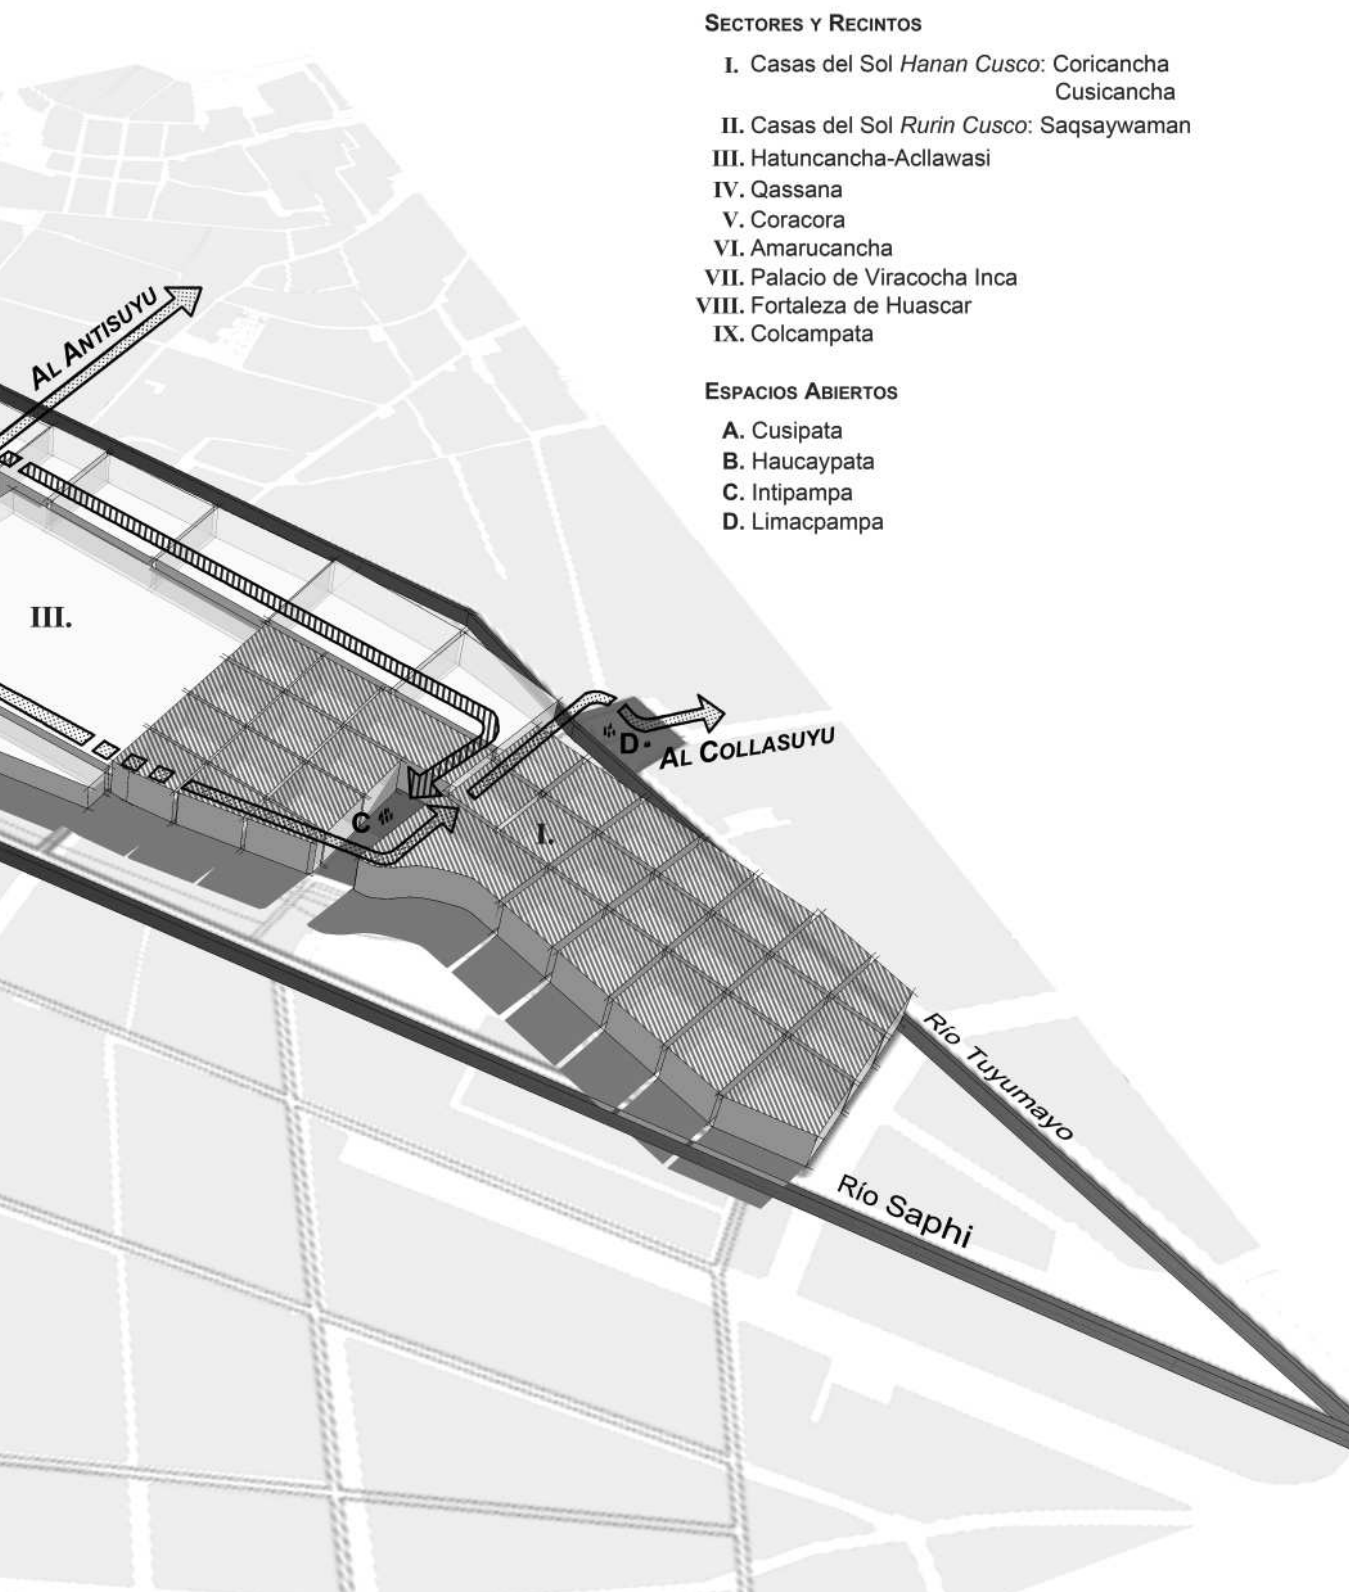 SECTORES Y RECINTOS
I. Casas del Sol Hanan Cusco: Coricancha
Cusicancha
II. Casas del Sol Rurin Cusco: Saqsaywaman
III. Hatuncancha-Acllawasi
IV. Qassana
V. Coracora
VI. Amarucancha
VII. Palacio de Viracocha Inca
VIII. Fortaleza de Huascar
IX. Colcampata
ESPACIOS ABIERTOS
A. Cusipata
B. Haucaypata
C. Intipampa
D. Limacpampa
AL ANTISUYU
III.
D.
AL COLLASUYU
C
I.
Río Tuyumayo
Río Saphi